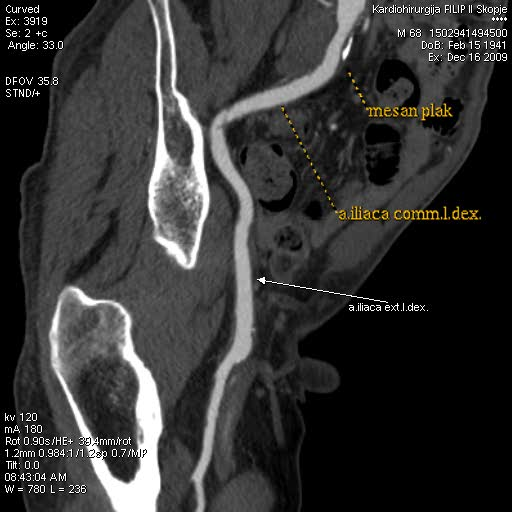 Curved
Ex: 3919
Se: 2 +c
Angle: 33.0
DFOV 35.8
STND/+
Kardiohirurgija FILIP II Skopje
••••
M 68 1502941494500
DoB: Feb 15 1941
Ex: Dec 16 2009
mesan plak
a.iliaca comm.l.dex.
a.iliaca ext.l.dex.
kv 120
mA 180
Rot 0.90s/HE+ 39.4mm/rot
1.2mm 0.984:1/1.2sp 0.7/MP
Tilt: 0.0
08:43:04 AM
W = 780 L = 236